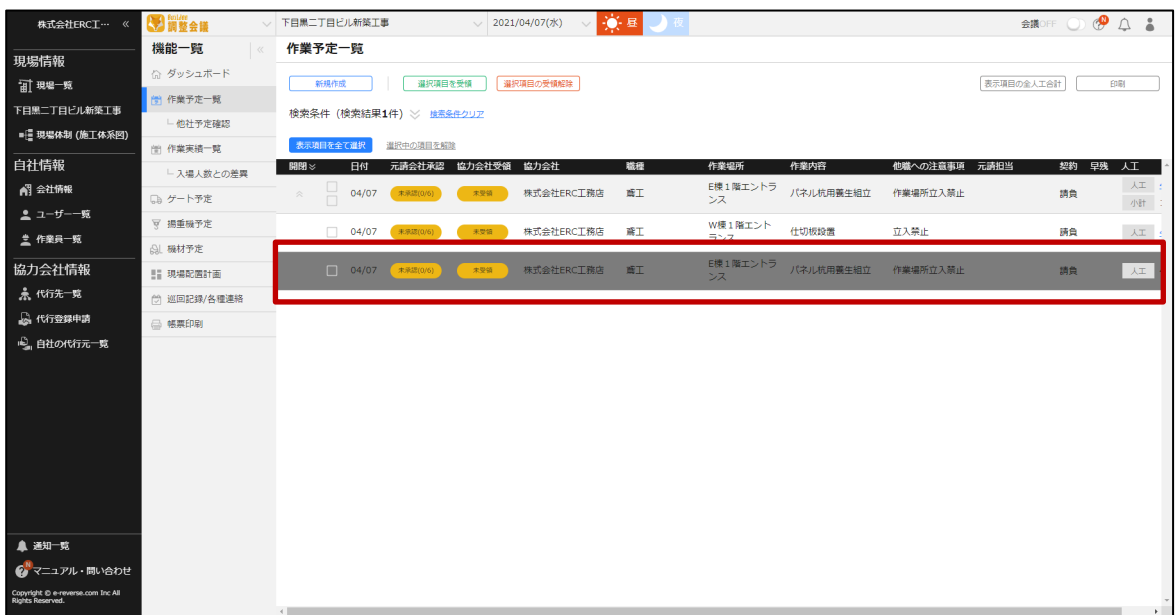 株式会社ERC工… «
現場情報
現場一覧
下目黒二丁目ビル新築工事
現場体制 (施工体系図)
自社情報
会社情報
ユーザー一覧
作業員一覧
協力会社情報
代行先一覧
代行登録申請
自社の代行元一覧
通知一覧
N
マニュアル・問い合わせ
Copyright © e-reverse.com Inc All
Rights Reserved.
調整会議
機能一覧 «
ダッシュボード
作業予定一覧
他社予定確認
作業実績一覧
入場人数との差異
ゲート予定
揚重機予定
機材予定
現場配置計画
巡回記録/各種連絡
帳票印刷
下目黒二丁目ビル新築工事 2021/04/07(水) 昼 夜 会議OFF N
作業予定一覧
新規作成 選択項目を受領 選択項目の受領解除 表示項目の全人工合計 印刷
検索条件 (検索結果1件) 検索条件クリア
表示項目を全て選択 選択中の項目を解除
開閉 日付 元請会社承認 協力会社受領 協力会社 職種 作業場所 作業内容 他職への注意事項 元請担当 契約 早残 人工
04/07 未承認(0/6) 未受領 株式会社ERC工務店 鳶工 E棟1階エントラ
ンス パネル杭用養生組立 作業場所立入禁止 請負 人工
小計
04/07 未承認(0/6) 未受領 株式会社ERC工務店 鳶工 W棟1階エント
ランス 仕切板設置 立入禁止 請負 人工
04/07 未承認(0/6) 未受領 株式会社ERC工務店 鳶工 E棟1階エントラ
ンス パネル杭用養生組立 作業場所立入禁止 請負 人工